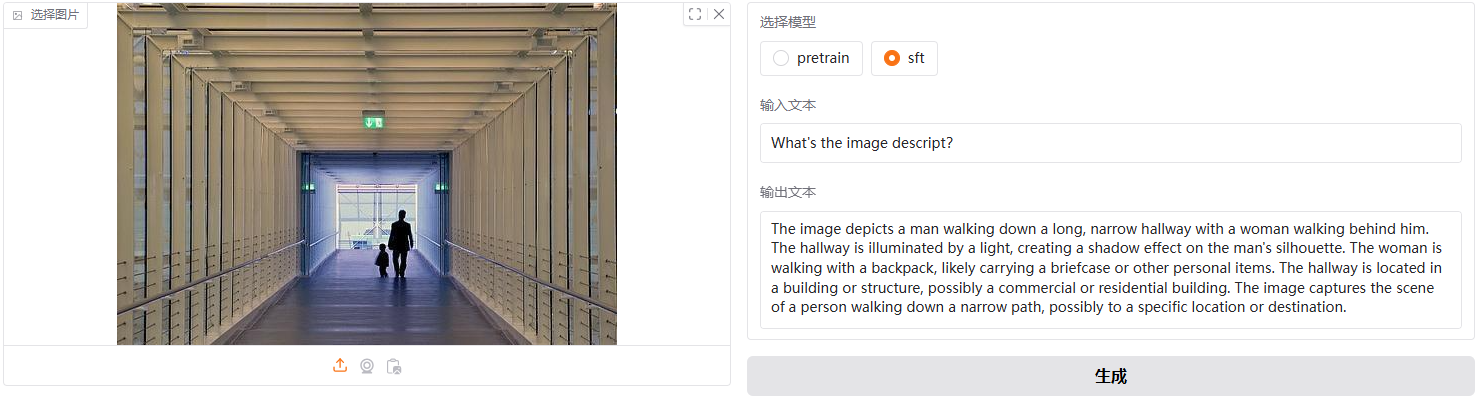 选择图片
选择模型
pretrain
sft
输入文本
What's the image descript?
输出文本
The image depicts a man walking down a long, narrow hallway with a woman walking behind him.
The hallway is illuminated by a light, creating a shadow effect on the man's silhouette. The woman is
walking with a backpack, likely carrying a briefcase or other personal items. The hallway is located in
a building or structure, possibly a commercial or residential building. The image captures the scene
of a person walking down a narrow path, possibly to a specific location or destination.
生成